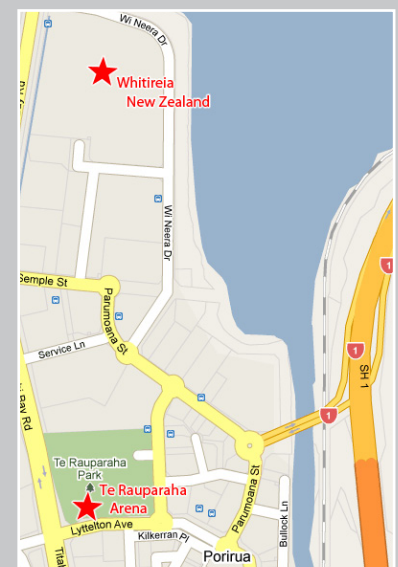 Wi Neera Dr
Whitireia
New Zealand
Wi Neera Dr
Semple St
Parumoana St
Service Ln
1
1
SH 1
1
Te Rauparaha
Park
Te Rauparaha
Arena
Lyttelton Ave
Kilkerran Pl
Parumoana St
Bullock Ln
Porirua
Bay Rd
Titah